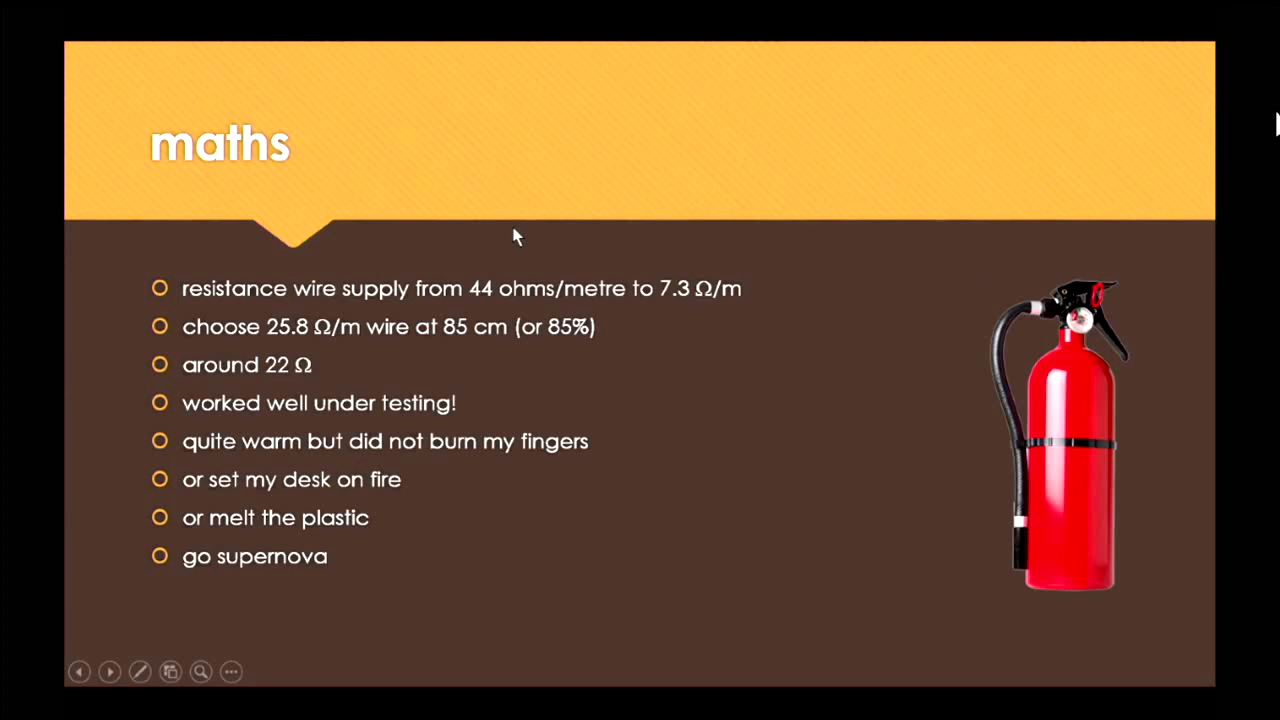 maths
resistance wire supply from 44 ohms/metre to 7.3 Ω/m
choose 25.8 Ω/m wire at 85 cm (or 85%)
around 22 Ω
worked well under testing!
quite warm but did not burn my fingers
or set my desk on fire
or melt the plastic
go supernova